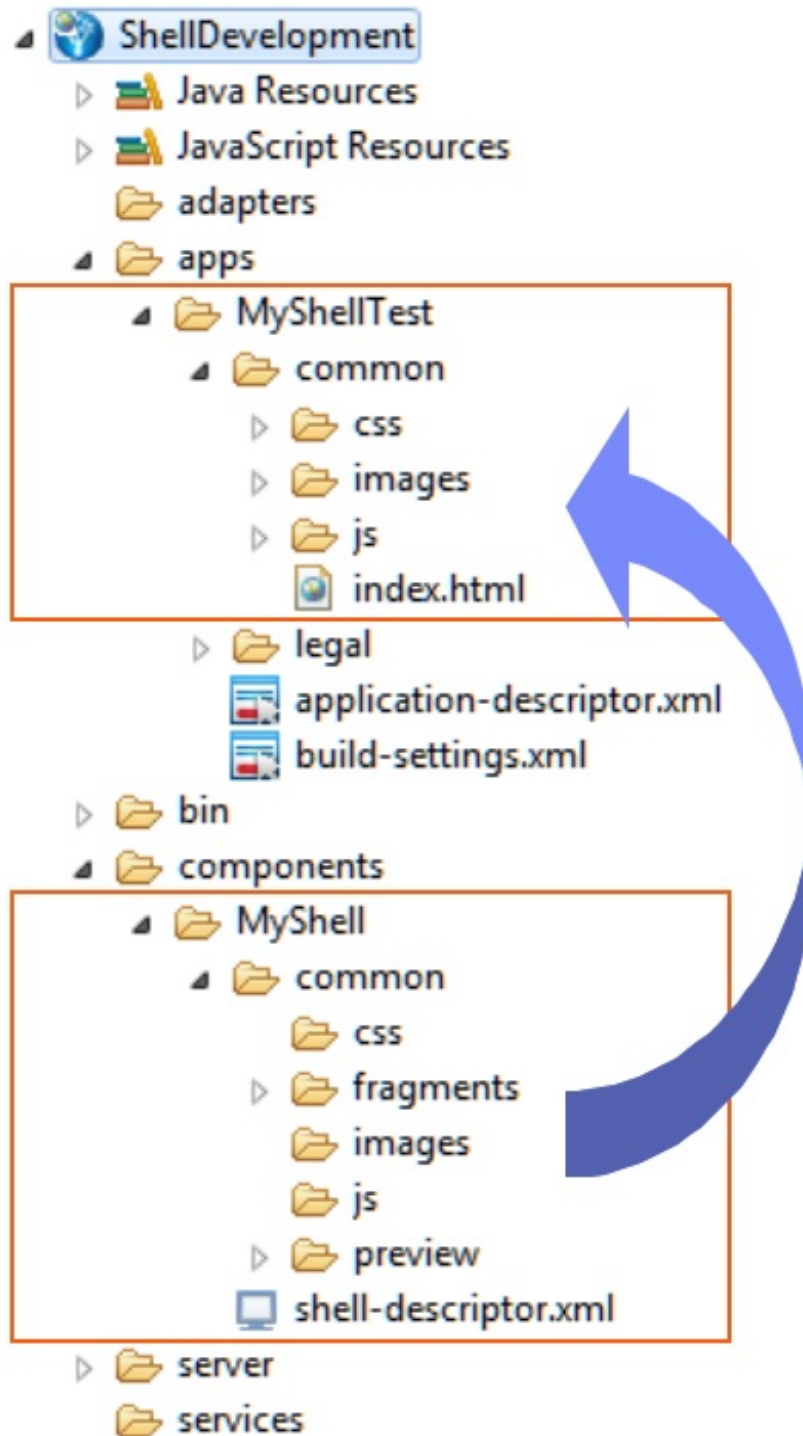 ShellDevelopment
Java Resources
JavaScript Resources
adapters
apps
MyShellTest
common
css
images
js
index.html
legal
application-descriptor.xml
build-settings.xml
bin
components
MyShell
common
css
fragments
images
js
preview
shell-descriptor.xml
server
services